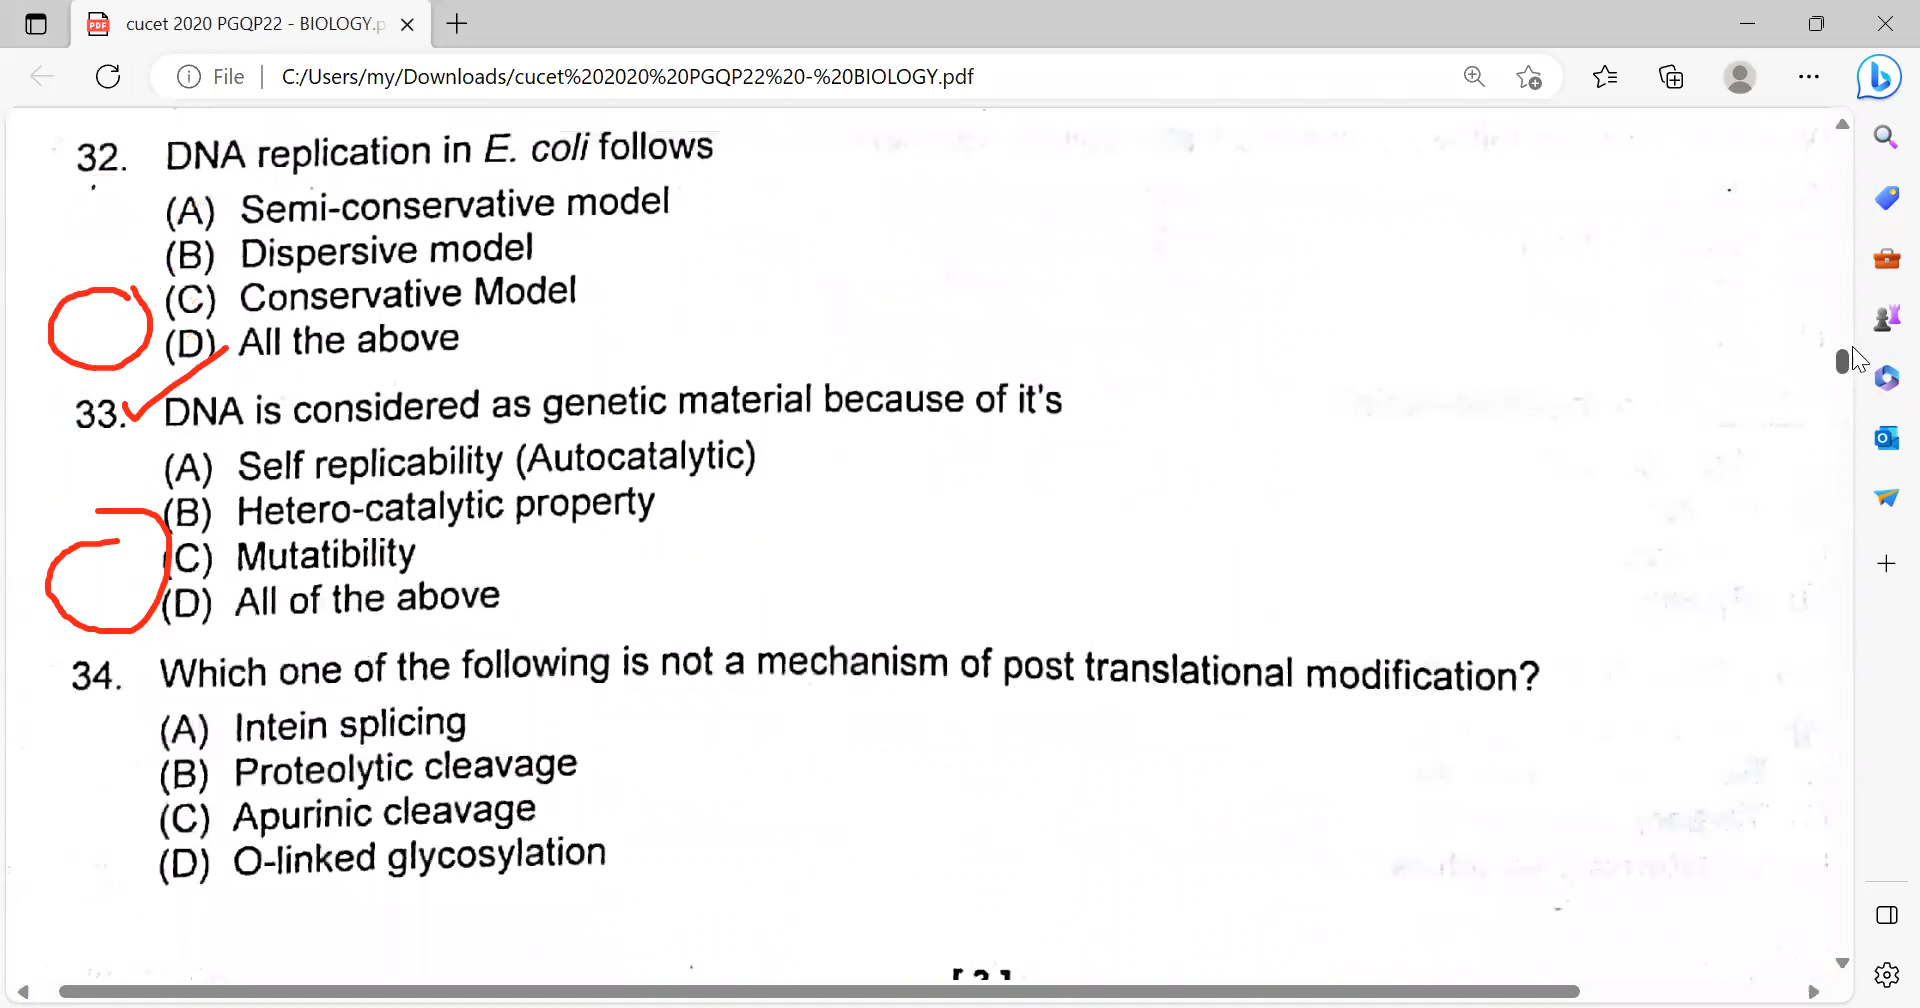 cucet 2020 PGQP22 - BIOLOGY.p
File
C:/Users/my/Downloads/cucet%202020%20PGQP22%20-%20BIOLOGY.pdf
32. DNA replication in E. coli follows
(A) Semi-conservative model
(B) Dispersive model
(C) Conservative Model
(D) All the above
33. DNA is considered as genetic material because of it's
(A) Self replicability (Autocatalytic)
(B) Hetero-catalytic property
(C) Mutatibility
(D) All of the above
34. Which one of the following is not a mechanism of post translational modification?
(A) Intein splicing
(B) Proteolytic cleavage
(C) Apurinic cleavage
(D) O-linked glycosylation